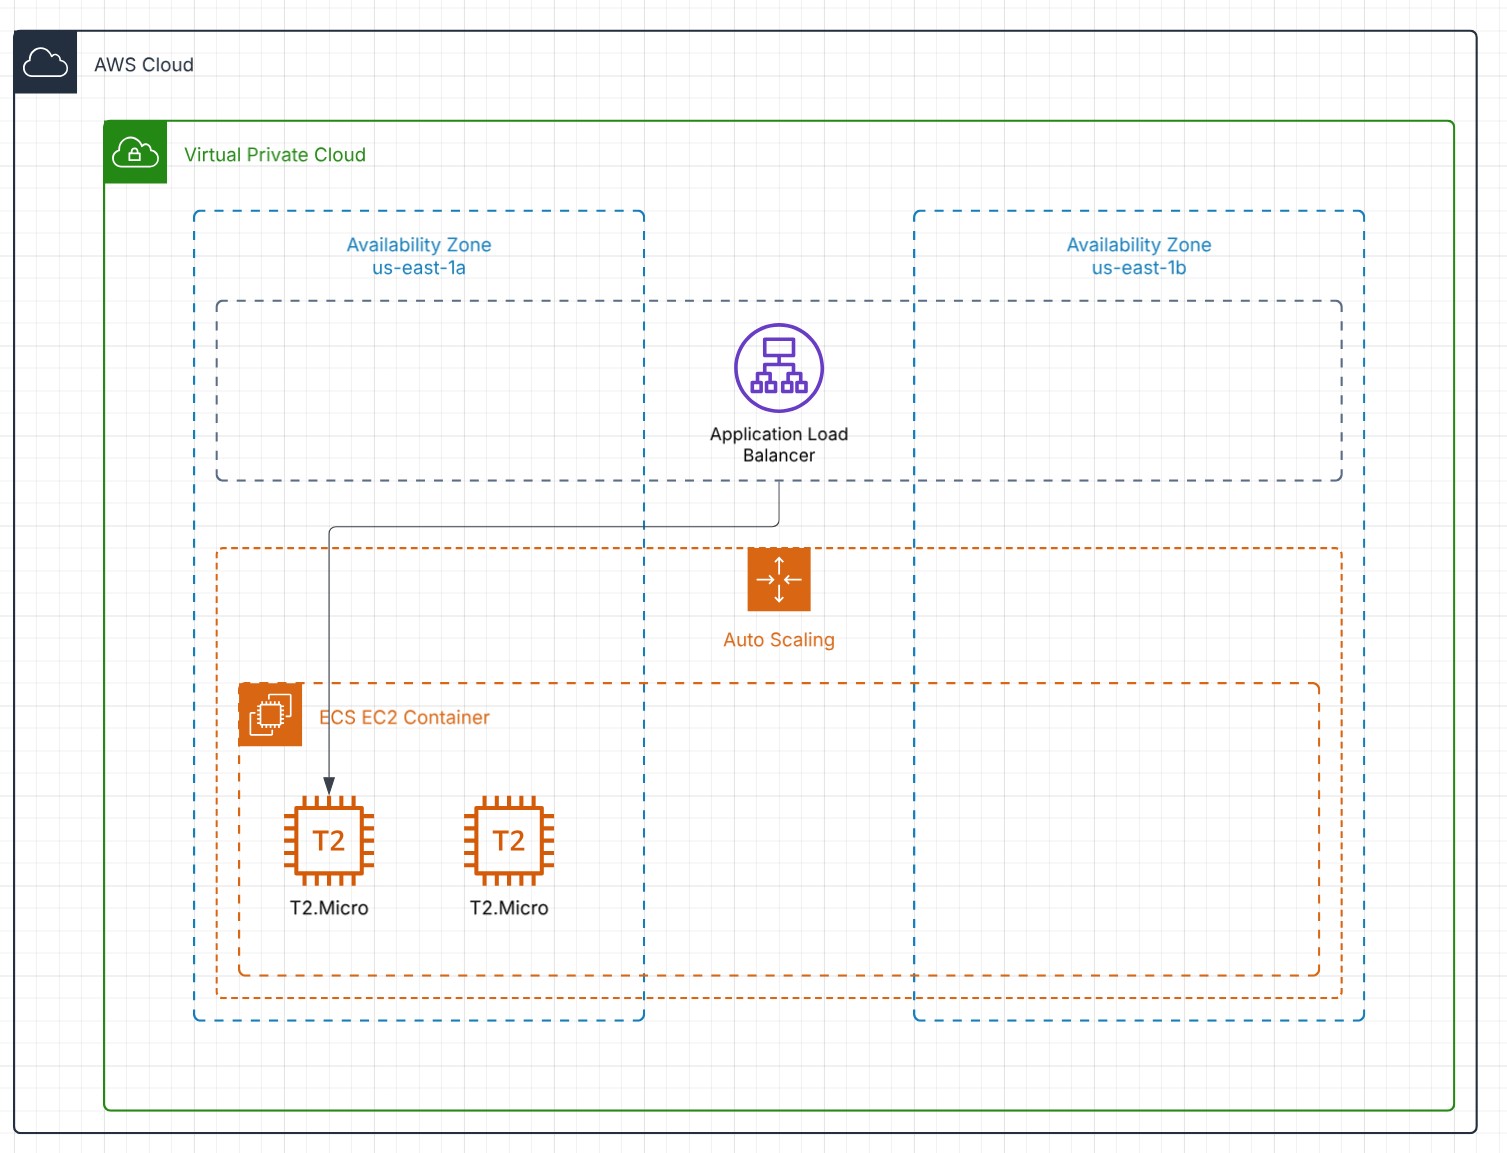 AWS Cloud
Virtual Private Cloud
Availability Zone
us-east-1a
Availability Zone
us-east-1b
Application Load
Balancer
Auto Scaling
ECS EC2 Container
T2
T2
T2.Micro
T2.Micro